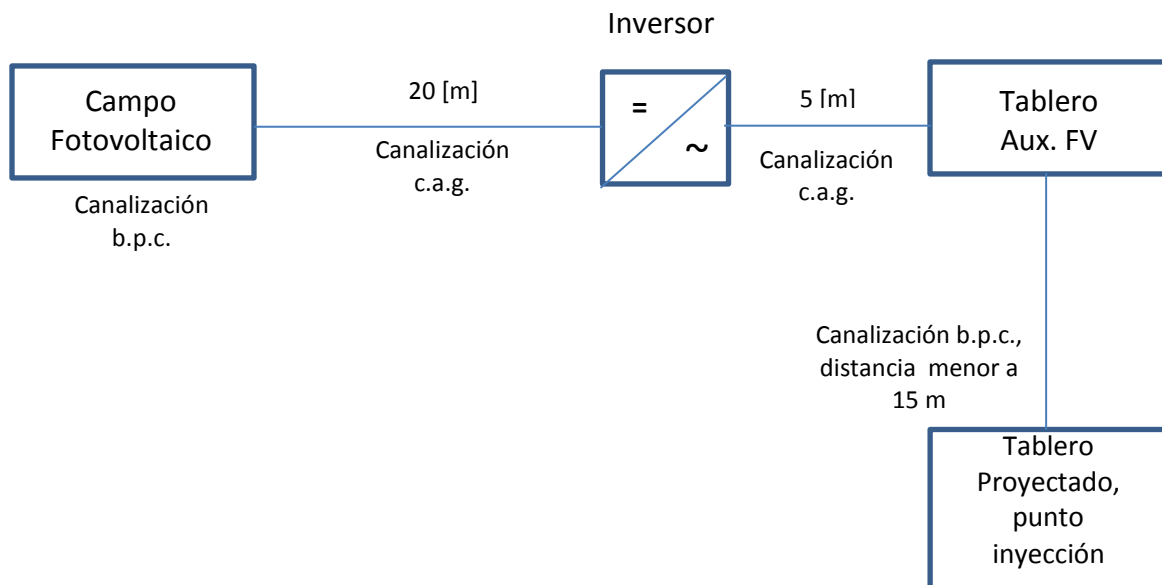 Inversor
Campo
Fotovoltaico
20 [m]
=
~
5 [m]
Tablero
Aux. FV
Canalización
c.a.g.
Canalización
c.a.g.
Canalización
b.p.c.
Canalización b.p.c.,
distancia menor a
15 m
Tablero
Proyectado,
punto
inyección